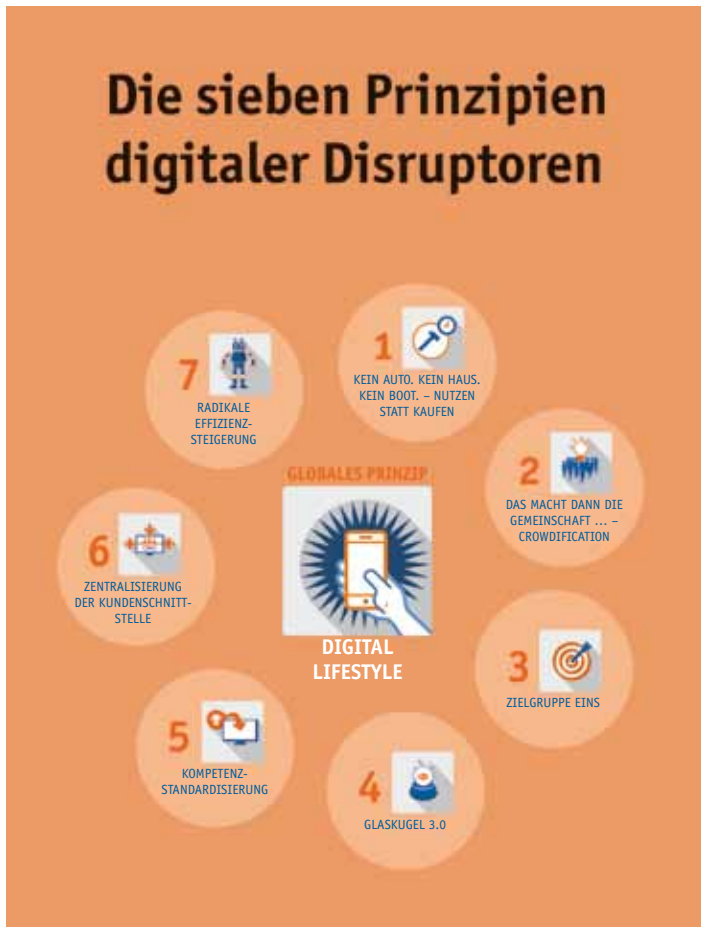 Die sieben Prinzipien
digitaler Disruptoren
1
KEIN AUTO. KEIN HAUS.
KEIN BOOT. – NUTZEN
STATT KAUFEN
2
DAS MACHT DANN DIE
GEMEINSCHAFT ... –
CROWDIFICATION
3
ZIELGRUPPE EINS
4
GLASKUGEL 3.0
5
KOMPETENZ-
STANDARDISIERUNG
6
ZENTRALISIERUNG
DER KUNDENSCHNITT-
STELLE
7
RADIKALE
EFFIZIENZ-
STEIGERUNG
GLOBALES PRINZIP
DIGITAL
LIFESTYLE